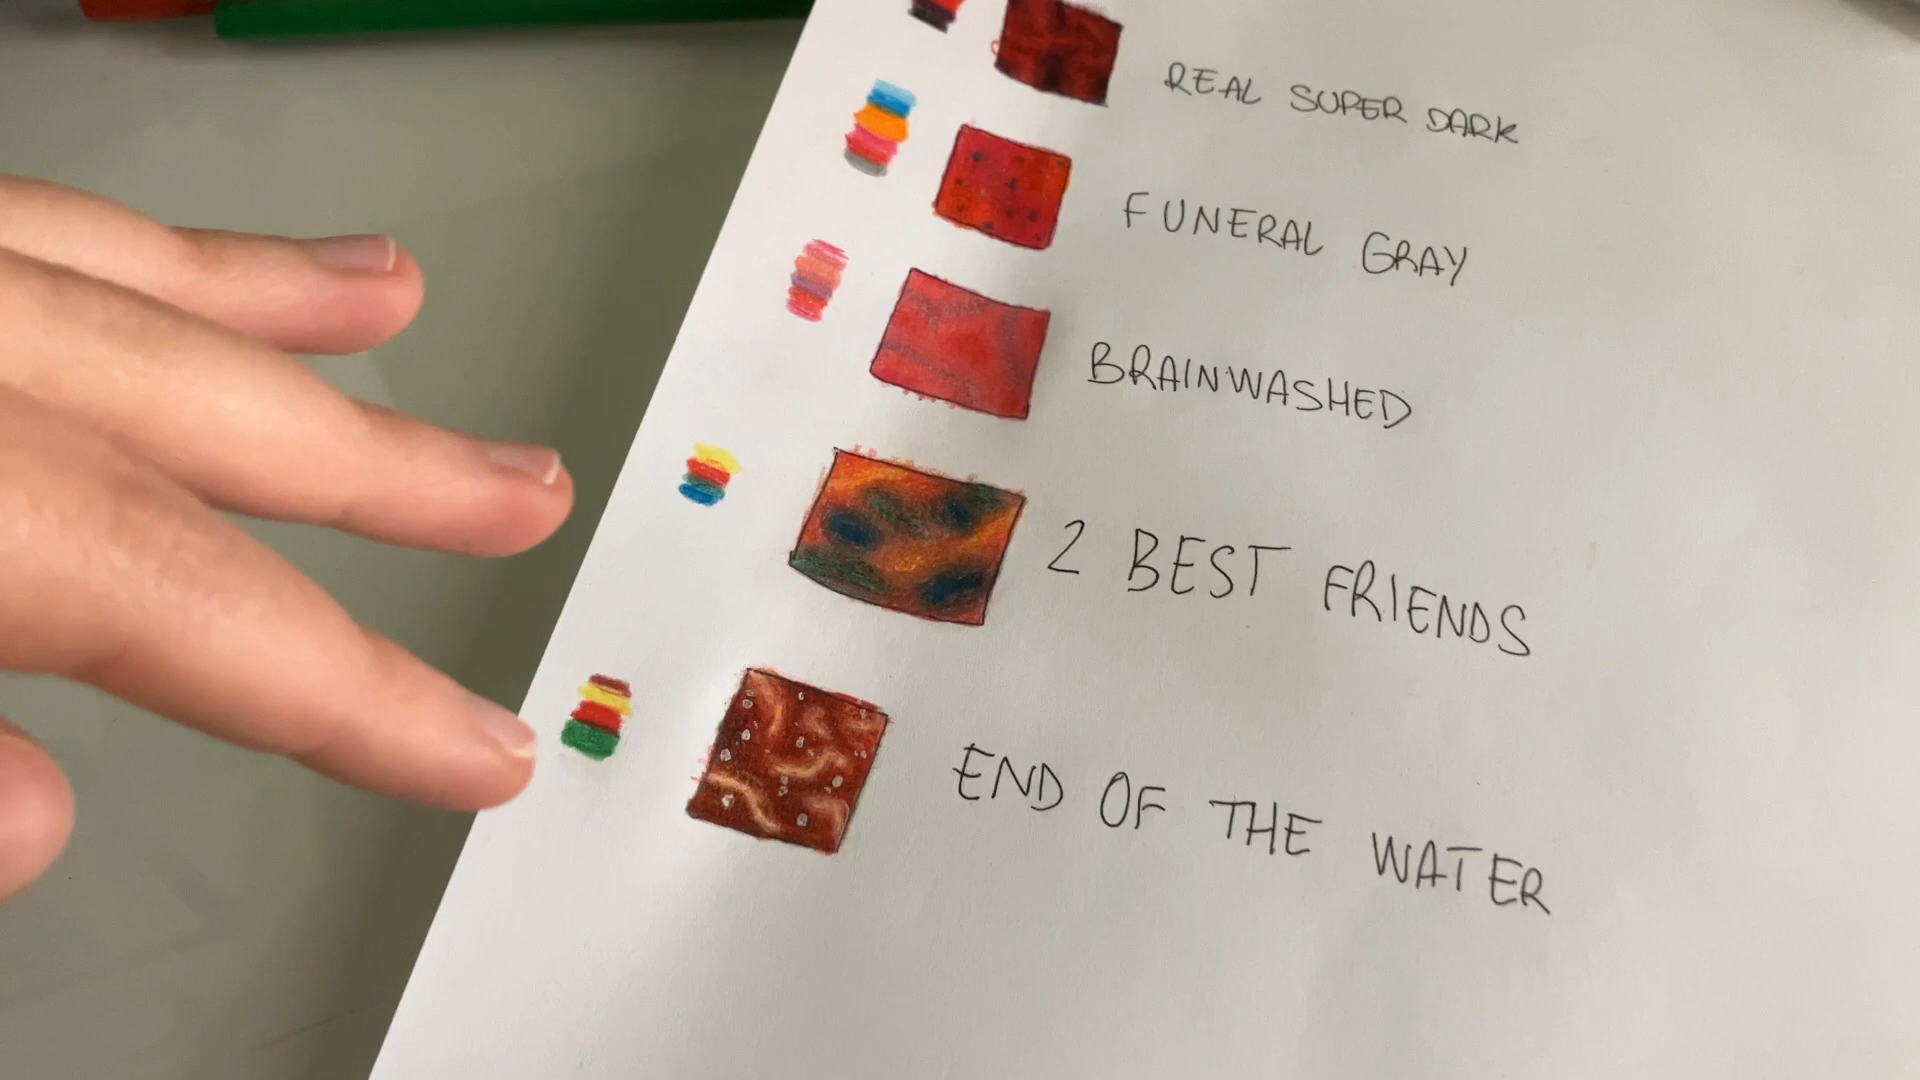 REAL SUPER DARK
FUNERAL GRAY
BRAINWASHED
2 BEST FRIENDS
END OF THE WATER